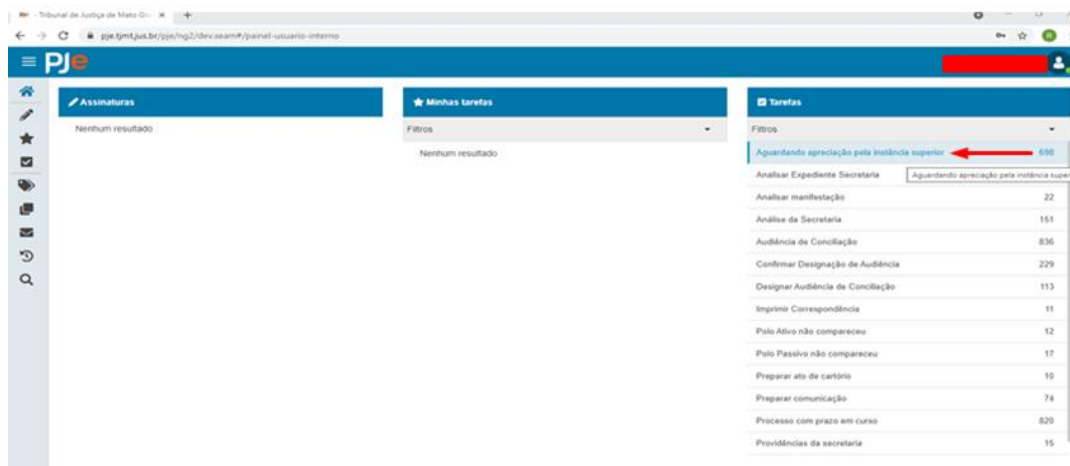 - Tribunal de Justiça de Mato Gro
pje.tjmt.jus.br/pje/ng2/dev.seam#/painel-usuario-interno
PJe
Assinaturas
Nenhum resultado
Minhas tarefas
Filtros
Nenhum resultado
Tarefas
Filtros
Aguardando apreciação pela instância superior 698
Analisar Expediente Secretaria
Aguardando apreciação pela instância super
Analisar manifestação 22
Análise da Secretaria 151
Audiência de Conciliação 836
Confirmar Designação de Audiência 229
Designar Audiência de Conciliação 113
Imprimir Correspondência 11
Polo Ativo não compareceu 12
Polo Passivo não compareceu 17
Preparar ato de cartório 10
Preparar comunicação 74
Processo com prazo em curso 820
Providências da secretaria 15